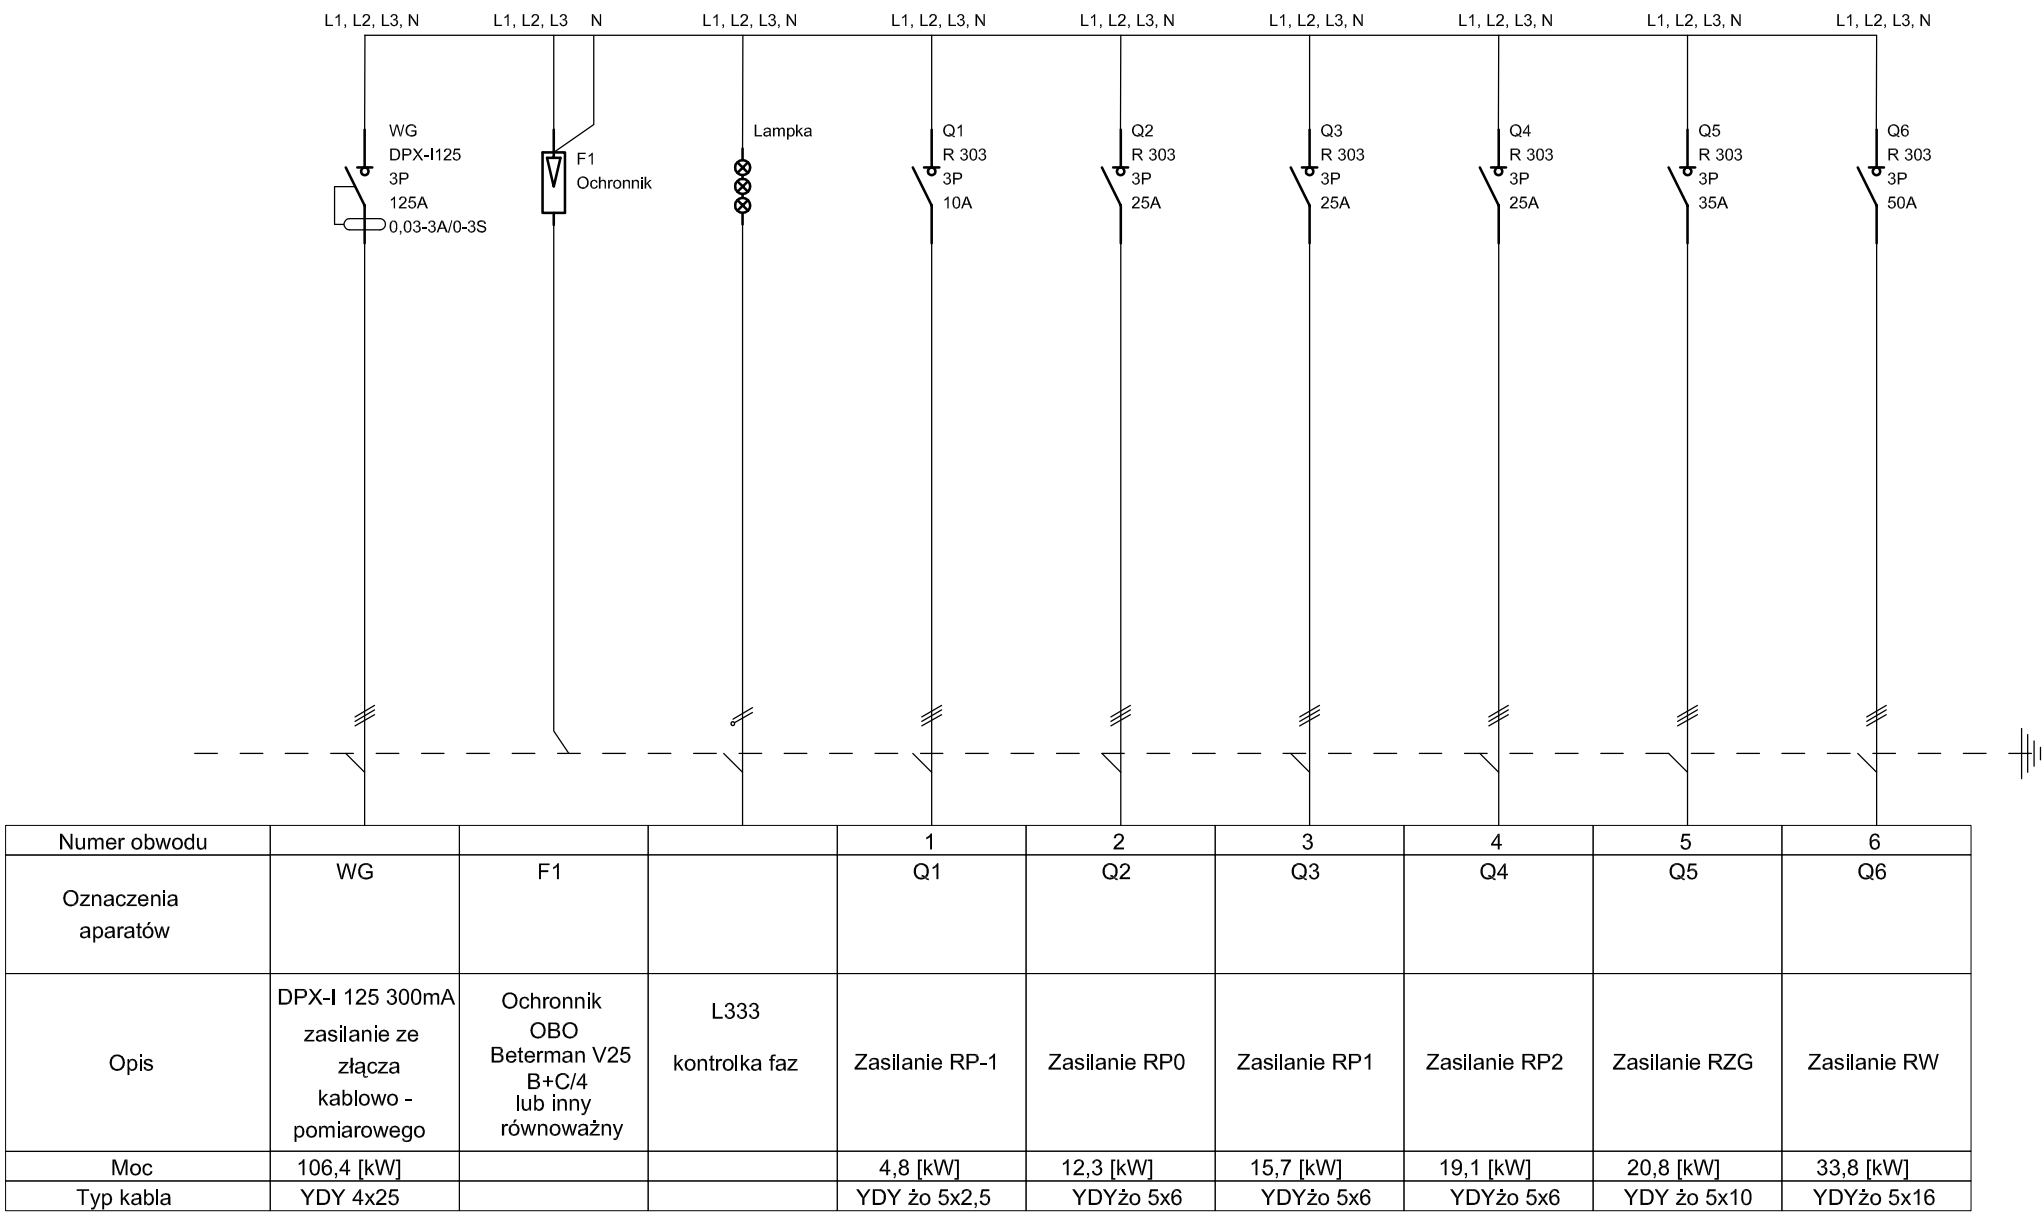 L1, L2, L3, N
L1, L2, L3
N
L1, L2, L3, N
L1, L2, L3, N
L1, L2, L3, N
L1, L2, L3, N
L1, L2, L3, N
L1, L2, L3, N
L1, L2, L3, N
WG
DPX-I125
3P
125A
0,03-3A/0-3S
F1
Ochronnik
Lampka
Q1
R 303
3P
10A
Q2
R 303
3P
25A
Q3
R 303
3P
25A
Q4
R 303
3P
25A
Q5
R 303
3P
35A
Q6
R 303
3P
50A
Numer obwodu
1
2
3
4
5
6
Oznaczenia
aparatów
WG
F1
Q1
Q2
Q3
Q4
Q5
Q6
Opis
DPX-I 125 300mA
zasilanie ze
złącza
kablowo -
pomiarowego
Ochronnik
OBO
Beterman V25
B+C/4
lub inny
równoważny
L333
kontrolka faz
Zasilanie RP-1
Zasilanie RP0
Zasilanie RP1
Zasilanie RP2
Zasilanie RZG
Zasilanie RW
Moc
106,4 [kW]
4,8 [kW]
12,3 [kW]
15,7 [kW]
19,1 [kW]
20,8 [kW]
33,8 [kW]
Typ kabla
YDY 4x25
YDY żo 5x2,5
YDYżo 5x6
YDYżo 5x6
YDYżo 5x6
YDY żo 5x10
YDYżo 5x16